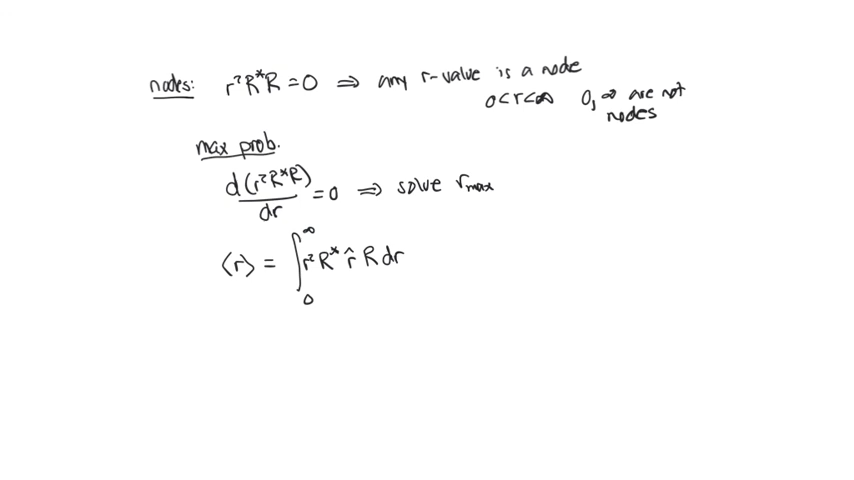 nodes: r²R*R = 0 ⇒ any r-value is a node
0<r<∞ 0, ∞ are not nodes
max prob.
d(r²R*R)/dr = 0 ⇒ solve r_max
⟨r⟩ = ∫₀^∞ r² R* r̂ R dr